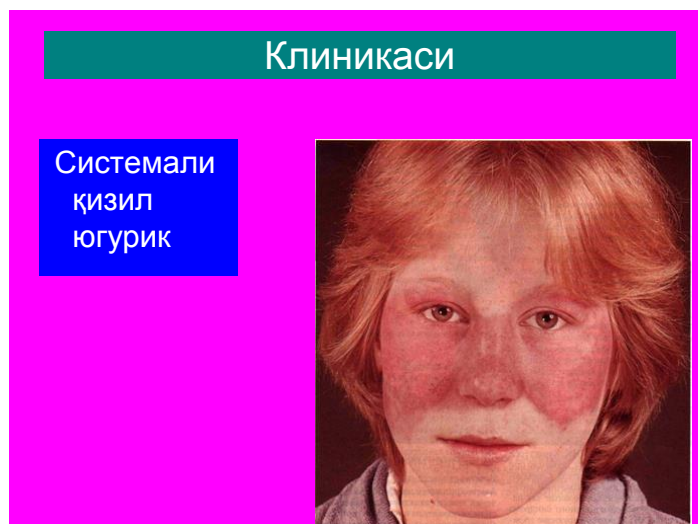 Клиникаси
Системали
қизил
югурик